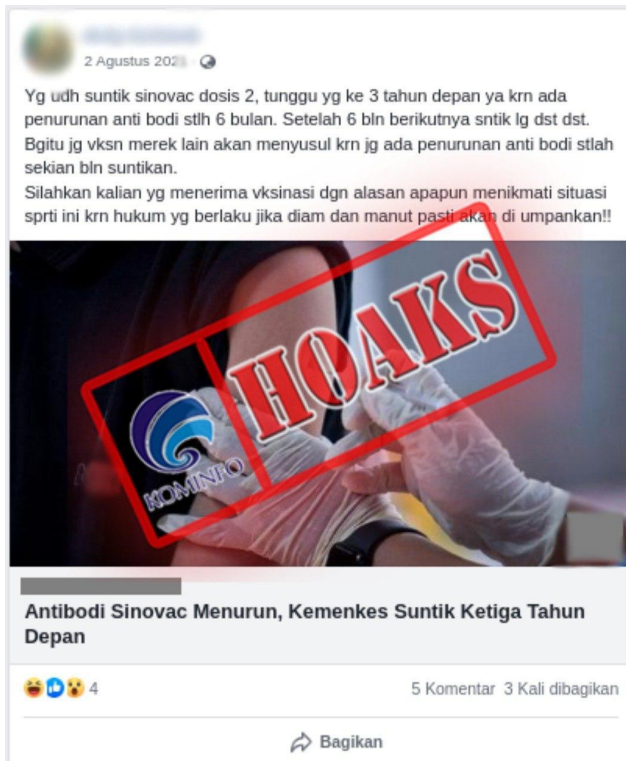 2 Agustus 202
Yg udh suntik sinovac dosis 2, tunggu yg ke 3 tahun depan ya krn ada
penurunan anti bodi stlh 6 bulan. Setelah 6 bln berikutnya sntik lg dst dst.
Bgitu jg vksn merek lain akan menyusul krn jg ada penurunan anti bodi stlah
sekian bln suntikan.
Silahkan kalian yg menerima vksinasi dgn alasan apapun menikmati situasi
sprti ini krn hukum yg berlaku jika diam dan manut pasti akan di umpankan!!
HOAKS
KOMINFO
Antibodi Sinovac Menurun, Kemenkes Suntik Ketiga Tahun
Depan
4
5 Komentar 3 Kali dibagikan
Bagikan